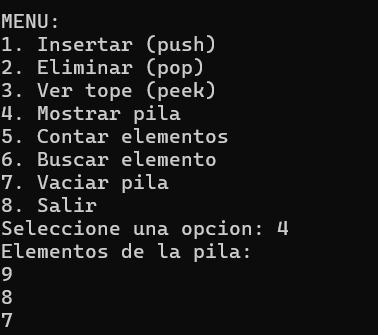 MENU:
1. Insertar (push)
2. Eliminar (pop)
3. Ver tope (peek)
4. Mostrar pila
5. Contar elementos
6. Buscar elemento
7. Vaciar pila
8. Salir
Seleccione una opcion: 4
Elementos de la pila:
9
8
7